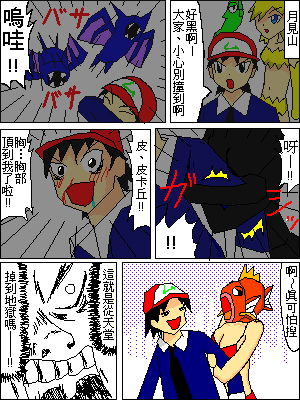 月見山
好黑啊—
大家、小心別撞到啊
バサ
バサ
嗚哇
!!
呀—!!
ガ
シッ
!!
皮、皮卡丘!!
胸…胸部
頂到我了啦!!
啊～真可怕捏
這就是從天堂
掉到地獄嗎—!!